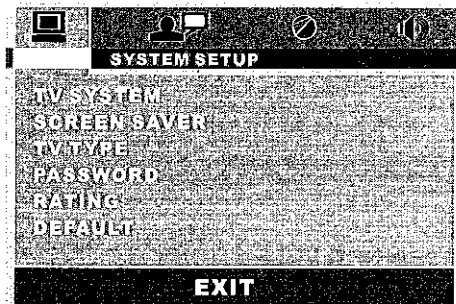 SYSTEM SETUP
TV SYSTEM
SCREEN SAVER
TV TYPE
PASSWORD
RATING
DEFAULT
EXIT